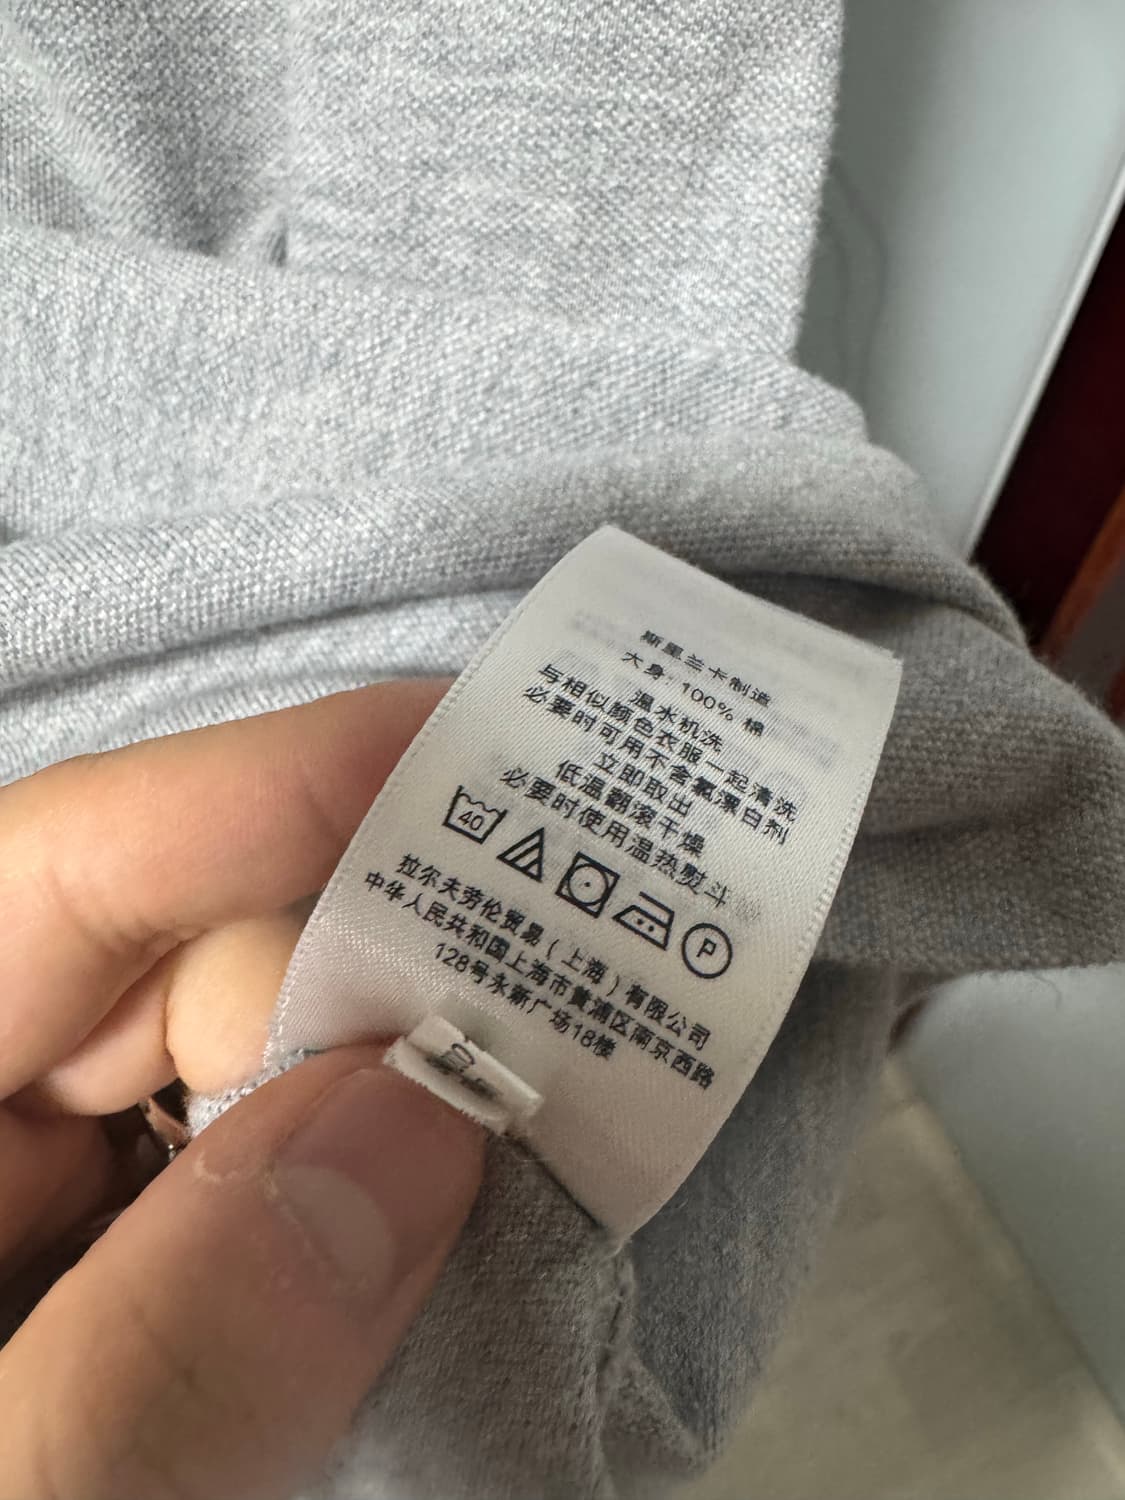 斯里兰卡制造
大身: 100% 棉
温水机洗
与相似颜色衣服一起清洗
必要时可用不含氯漂白剂
立即取出
低温翻滚干燥
必要时使用温热熨斗
40
P
拉尔夫劳伦贸易(上海)有限公司
中华人民共和国上海市黄浦区南京西路
128号永新广场18楼